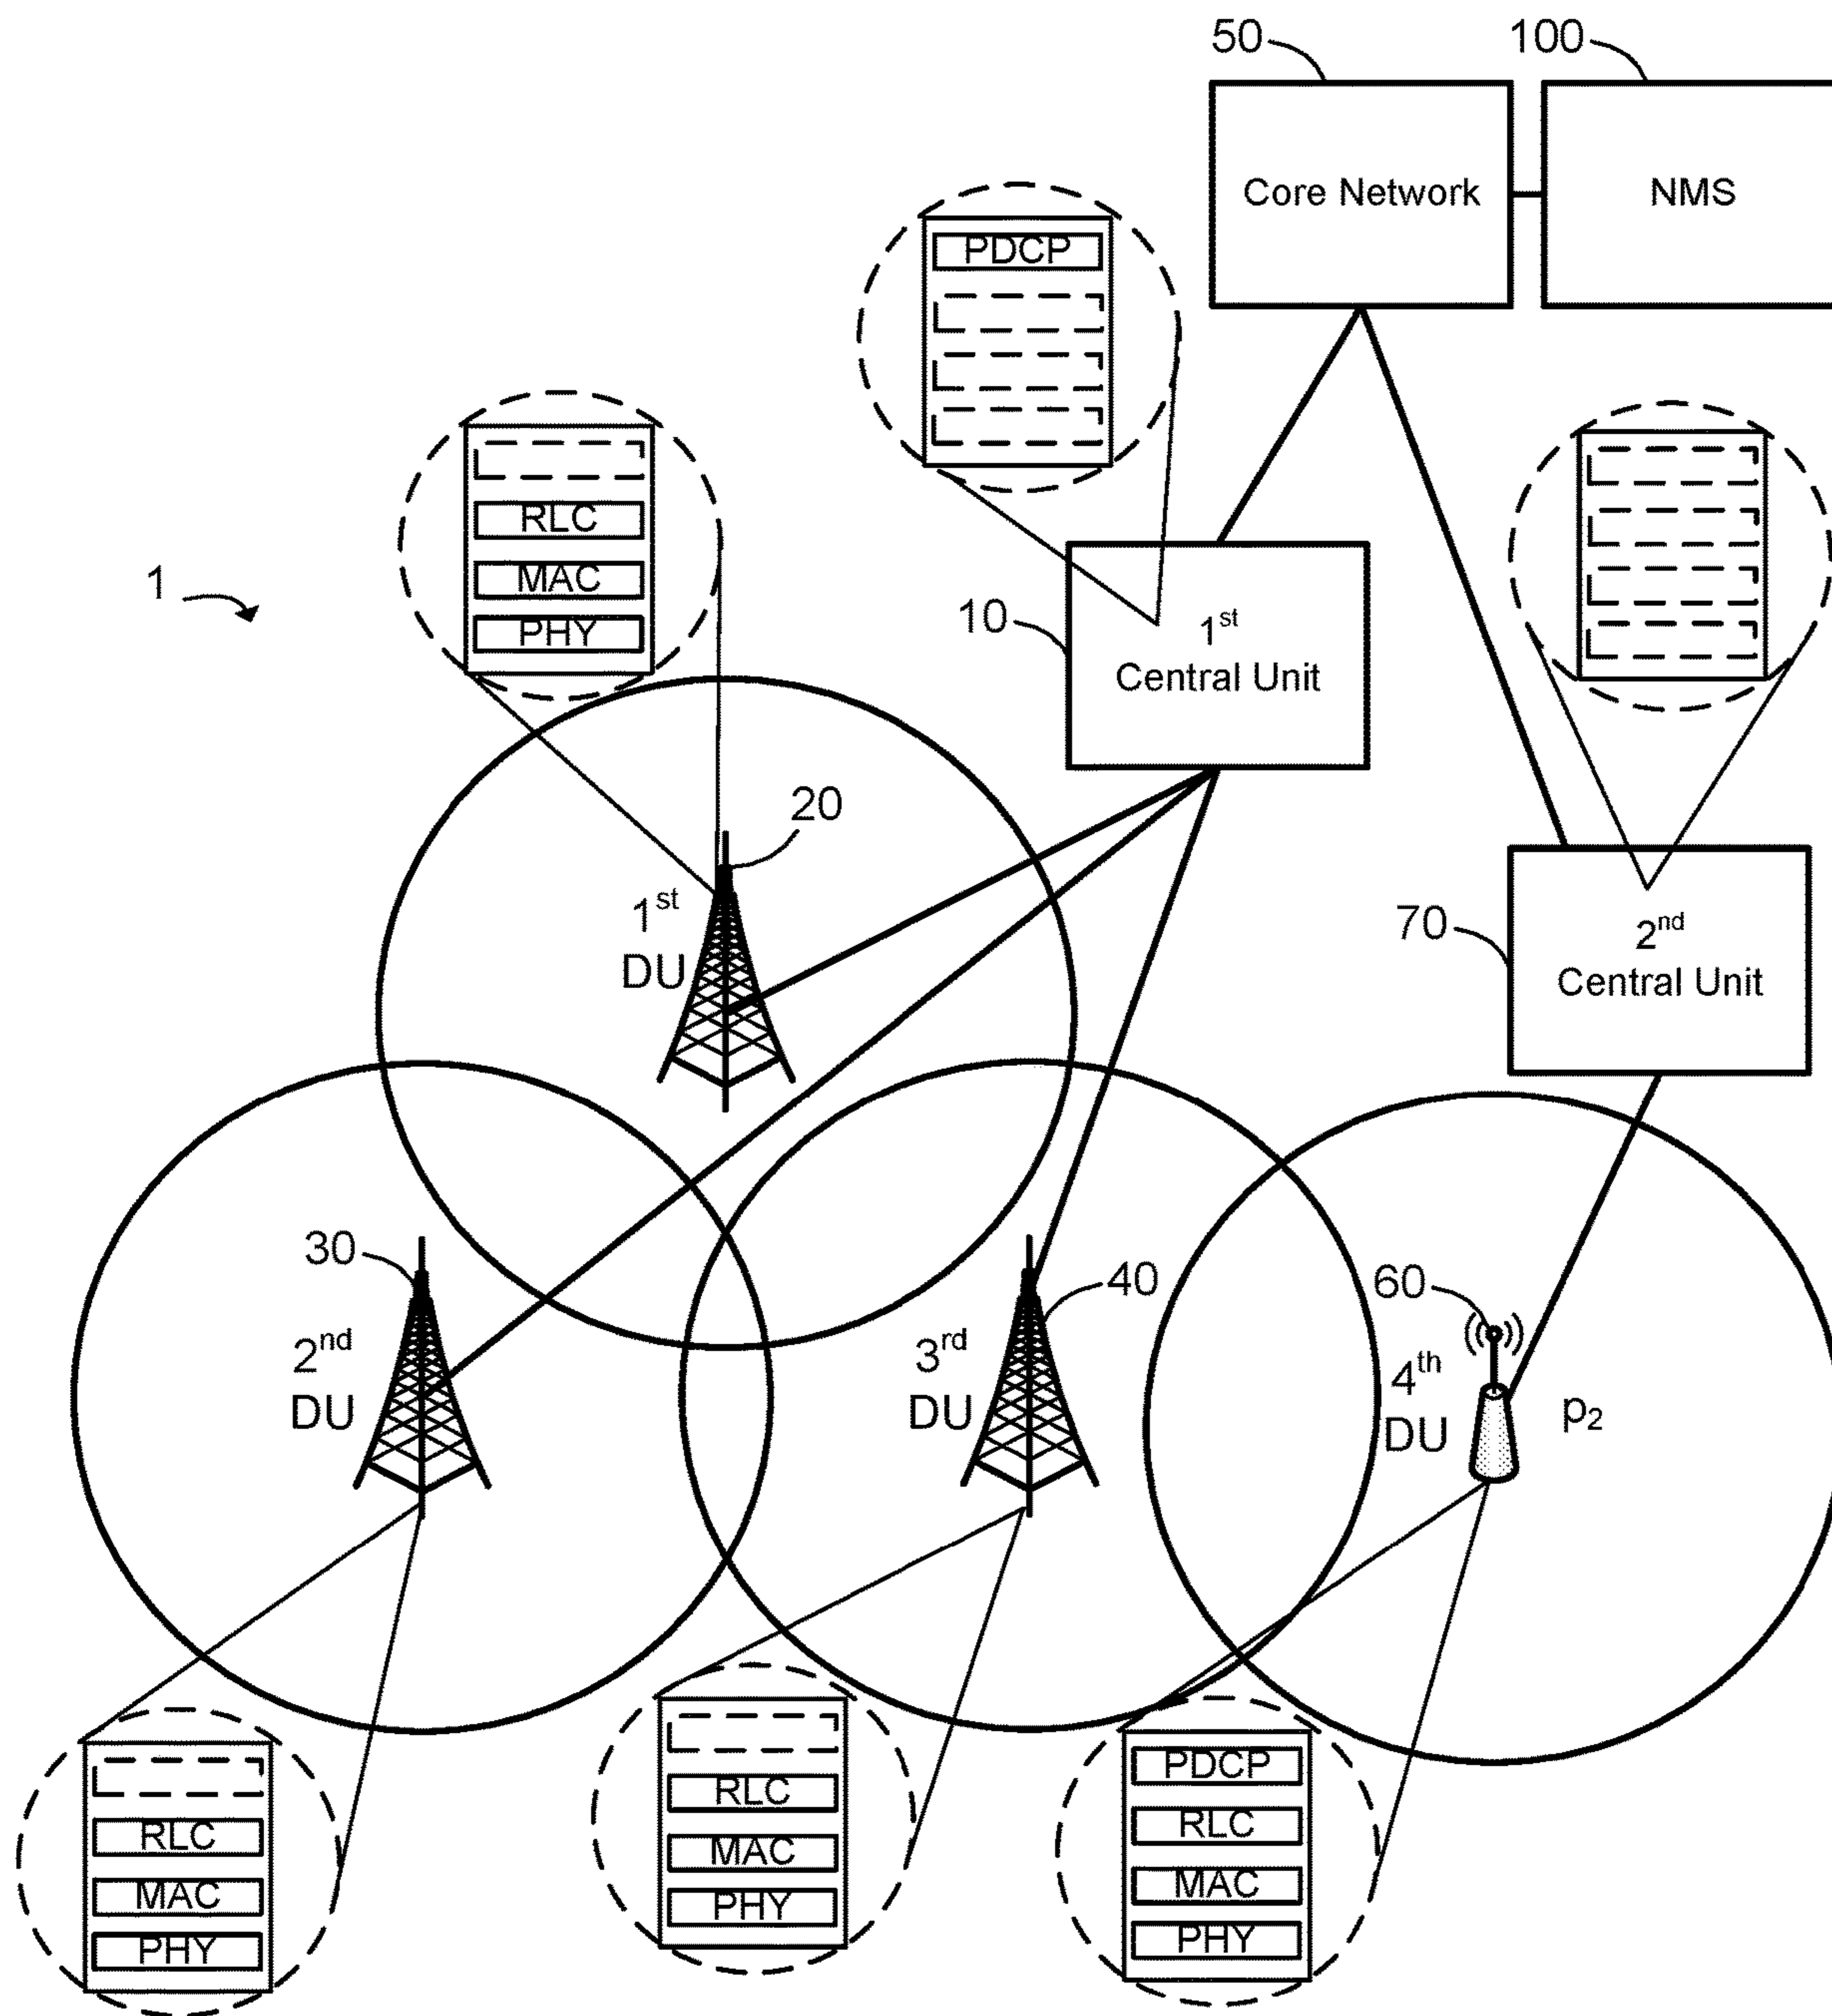 50
100
Core Network
NMS
PDCP
RLC
MAC
PHY
1
10
1st
Central Unit
20
1st
DU
70
2nd
Central Unit
30
2nd
DU
40
3rd
DU
60
4th
DU
p2
RLC
MAC
PHY
RLC
MAC
PHY
PDCP
RLC
MAC
PHY